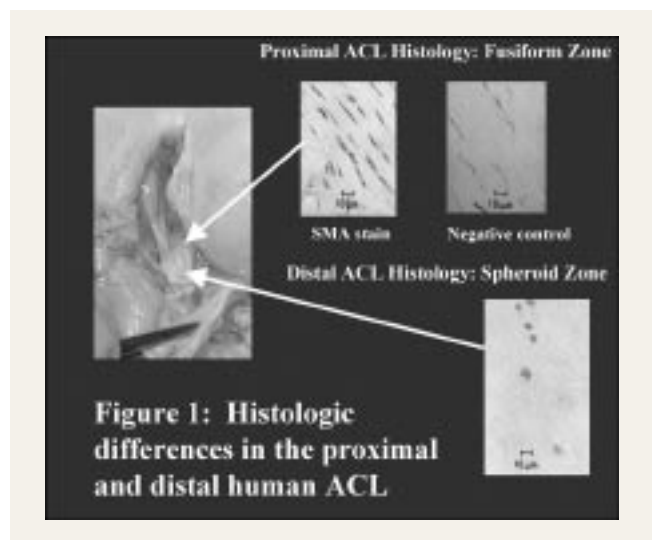 Proximal ACL Histology: Fusiform Zone
SMA stain
Negative control
Distal ACL Histology: Spheroid Zone
Figure 1: Histologic
differences in the proximal
and distal human ACL